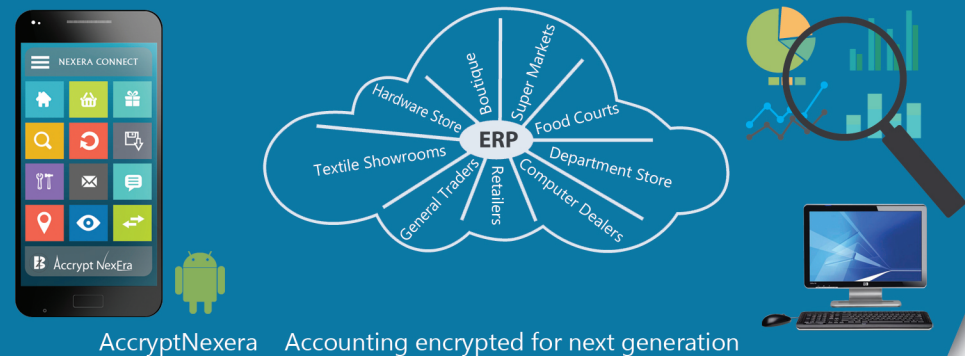 NEXERA CONNECT
Accrypt NexEra
Boutique
Super Markets
Hardware Store
Food Courts
ERP
Textile Showrooms
Department Store
General Traders
Retailers
Computer Dealers
AccryptNexera Accounting encrypted for next generation